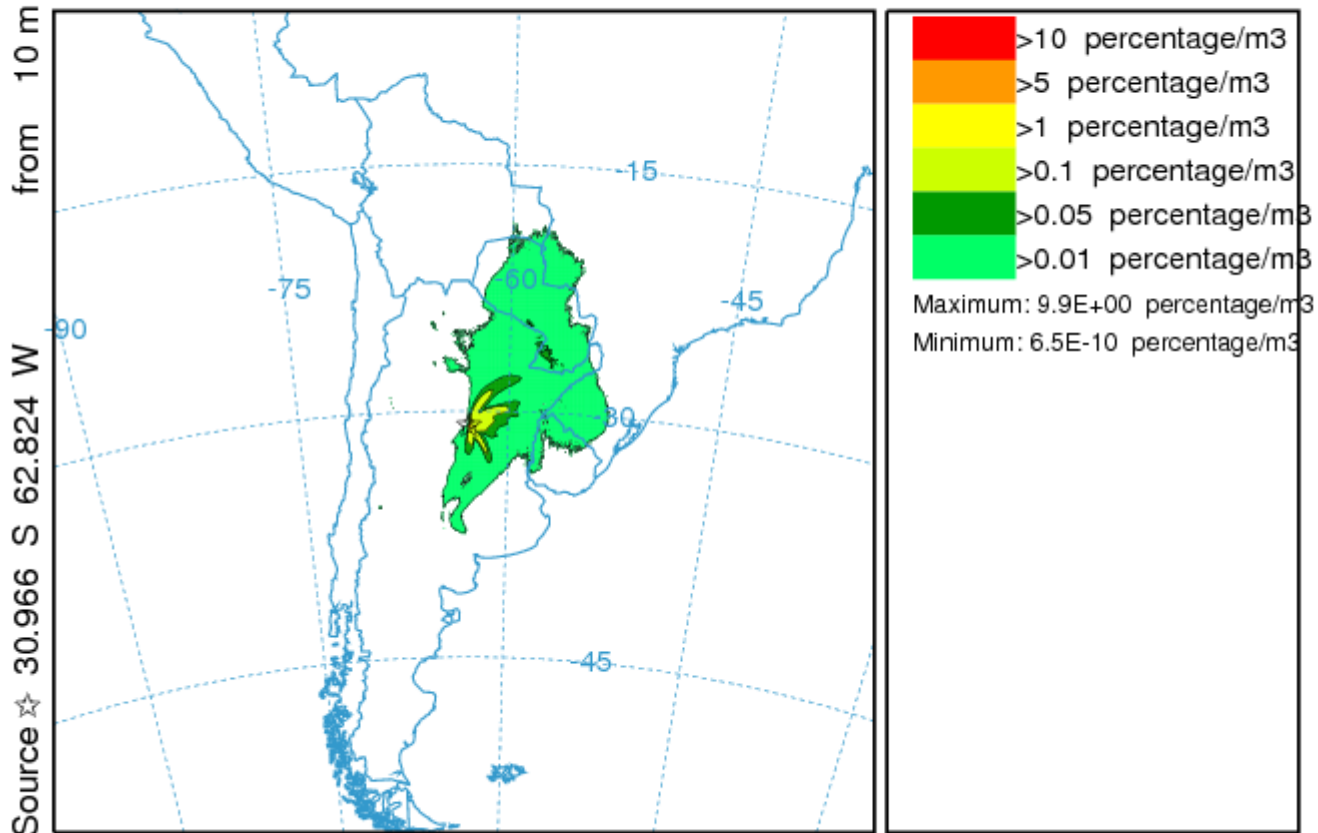 Source ☆ 30.966 S 62.824 W from 10 m
-15
-60
-75
-45
-90
-30
-45
>10 percentage/m3
>5 percentage/m3
>1 percentage/m3
>0.1 percentage/m3
>0.05 percentage/m3
>0.01 percentage/m3
Maximum: 9.9E+00 percentage/m3
Minimum: 6.5E-10 percentage/m3